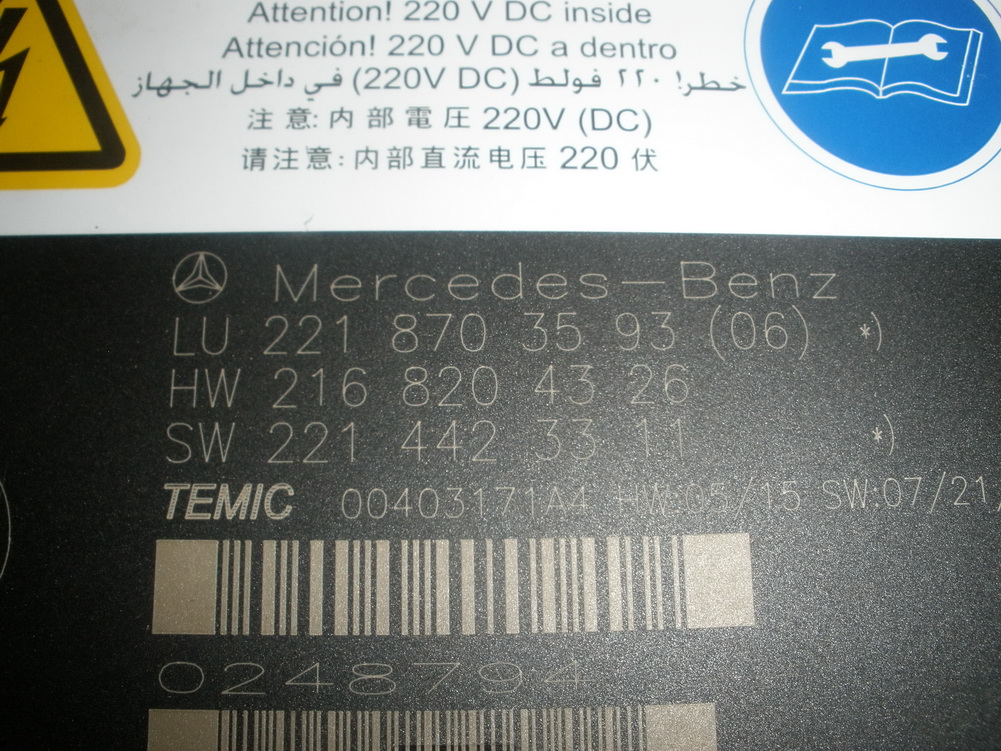 Attention! 220 V DC inside
Attención! 220 V DC a dentro
خطر! ٢٢٠ فولط (220V DC) في داخل الجهاز
注意: 内部電圧 220V (DC)
请注意: 内部直流电压 220 伏
Mercedes-Benz
LU 221 870 35 93 (06) *)
HW 216 820 43 26
SW 221 442 33 11 *)
TEMIC 00403171A4 HW:05/15 SW:07/21
0248794